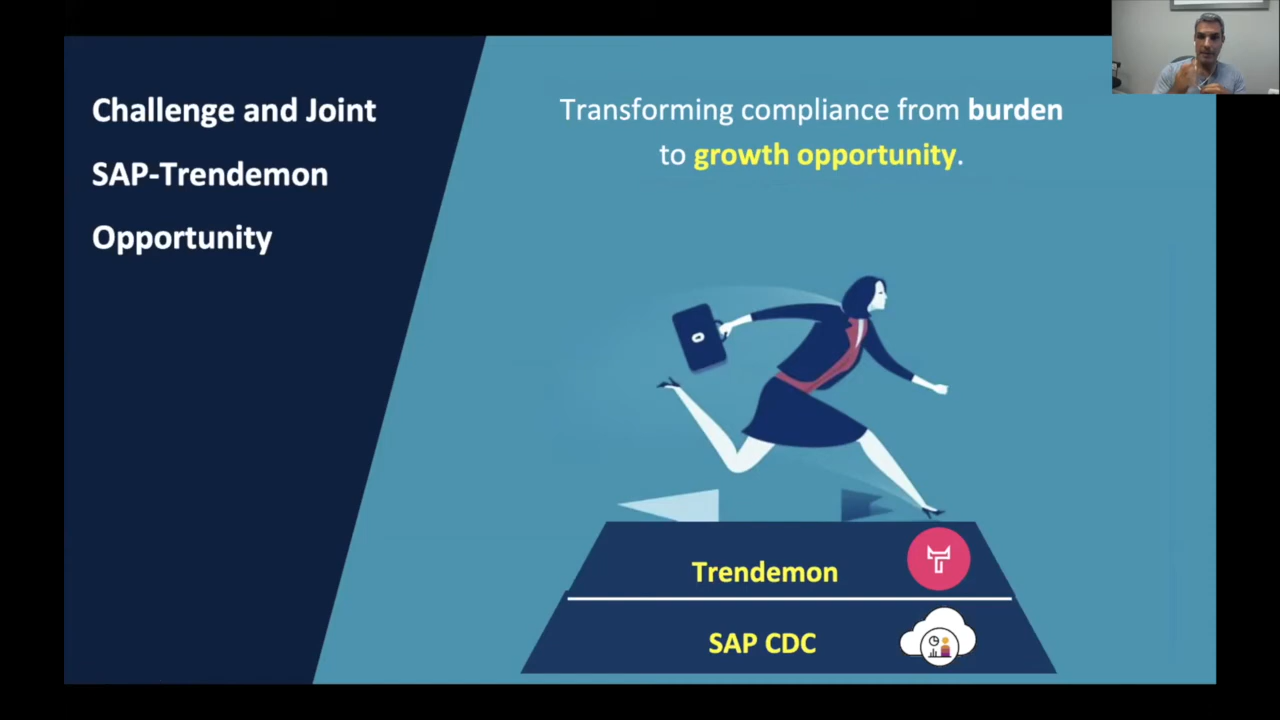 Challenge and Joint
SAP-Trendemon
Opportunity
Transforming compliance from burden
to growth opportunity.
Trendemon
SAP CDC